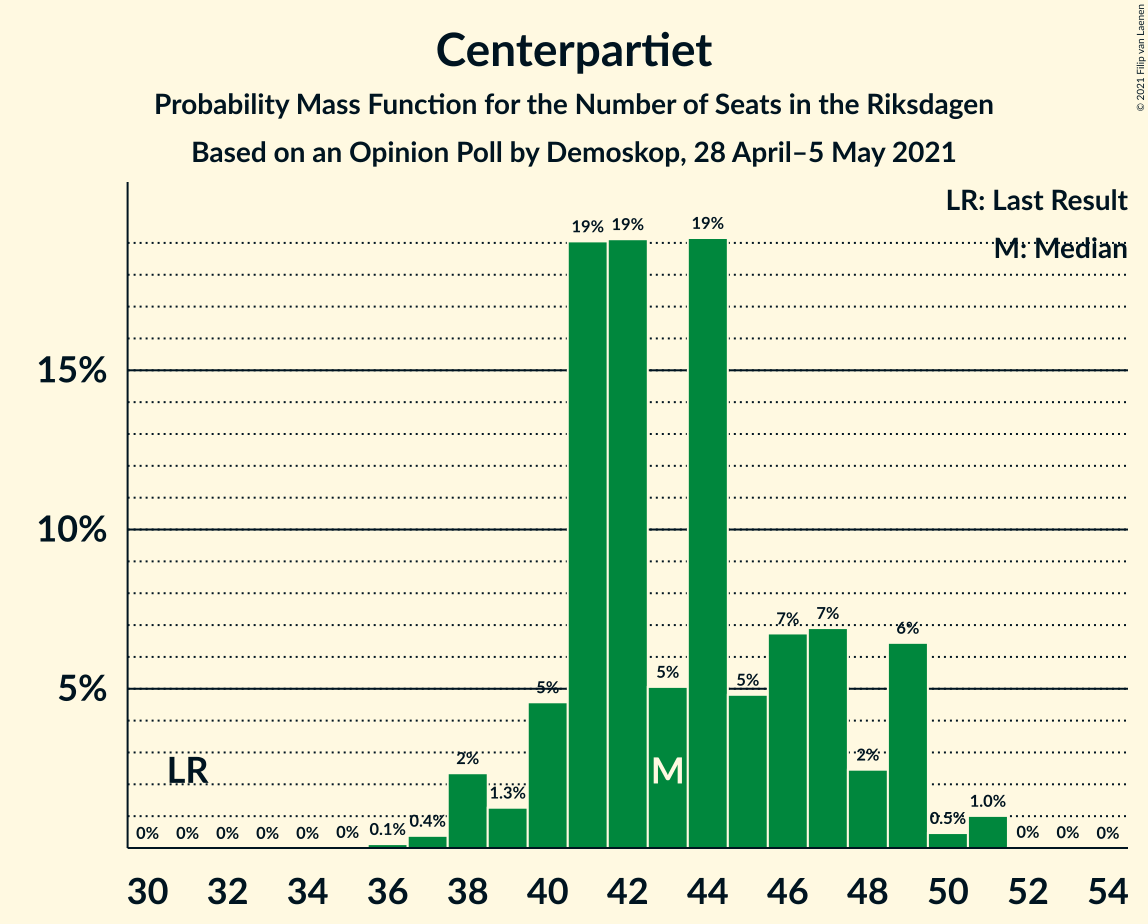 Centerpartiet
Probability Mass Function for the Number of Seats in the Riksdagen
Based on an Opinion Poll by Demoskop, 28 April–5 May 2021
© 2021 Filip van Laenen
LR: Last Result
M: Median
15%
10%
5%
0% 0% 0% 0% 0% 0% 0.1% 0.4% 2% 1.3% 5% 19% 19% 5% 19% 5% 7% 7% 2% 6% 0.5% 1.0% 0% 0% 0%
LR
M
30 32 34 36 38 40 42 44 46 48 50 52 54